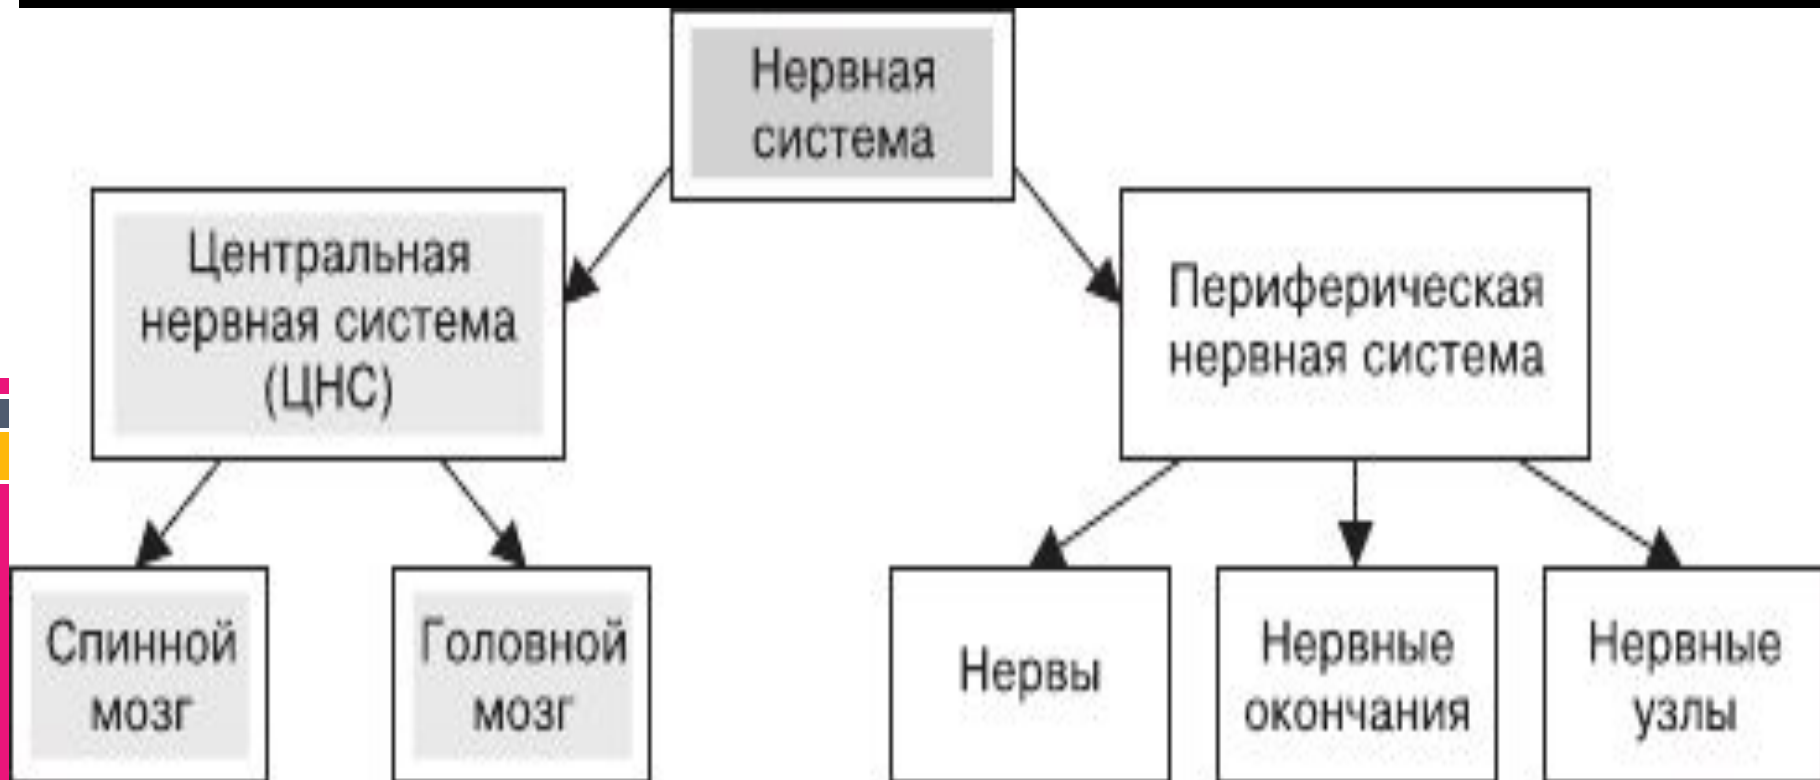 Нервная
система
Центральная
нервная система
(ЦНС)
Периферическая
нервная система
Спинной
мозг
Головной
мозг
Нервы
Нервные
окончания
Нервные
узлы